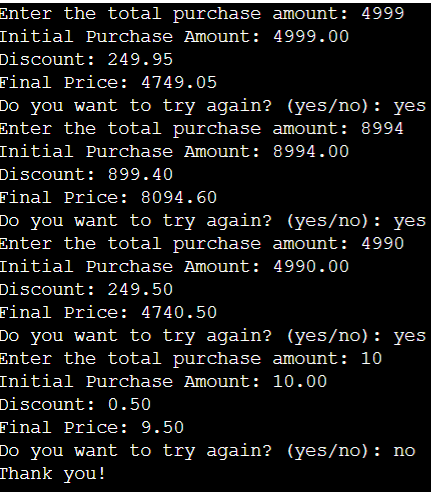 Enter the total purchase amount: 4999
Initial Purchase Amount: 4999.00
Discount: 249.95
Final Price: 4749.05
Do you want to try again? (yes/no): yes
Enter the total purchase amount: 8994
Initial Purchase Amount: 8994.00
Discount: 899.40
Final Price: 8094.60
Do you want to try again? (yes/no): yes
Enter the total purchase amount: 4990
Initial Purchase Amount: 4990.00
Discount: 249.50
Final Price: 4740.50
Do you want to try again? (yes/no): yes
Enter the total purchase amount: 10
Initial Purchase Amount: 10.00
Discount: 0.50
Final Price: 9.50
Do you want to try again? (yes/no): no
Thank you!